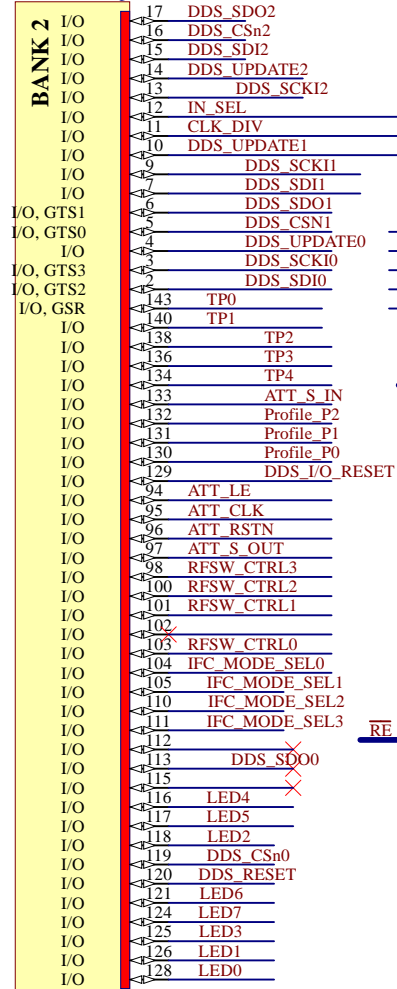 BANK 2
I/O 17 DDS_SDO2
I/O 16 DDS_CSn2
I/O 15 DDS_SDI2
I/O 14 DDS_UPDATE2
I/O 13 DDS_SCKI2
I/O 12 IN_SEL
I/O 11 CLK_DIV
I/O 10 DDS_UPDATE1
I/O 9 DDS_SCKI1
I/O 7 DDS_SDI1
I/O, GTS1 6 DDS_SDO1
I/O, GTS0 5 DDS_CSN1
I/O 4 DDS_UPDATE0
I/O, GTS3 3 DDS_SCKI0
I/O, GTS2 2 DDS_SDI0
I/O, GSR 143 TP0
I/O 140 TP1
I/O 138 TP2
I/O 136 TP3
I/O 134 TP4
I/O 133 ATT_S_IN
I/O 132 Profile_P2
I/O 131 Profile_P1
I/O 130 Profile_P0
I/O 129 DDS_I/O_RESET
I/O 94 ATT_LE
I/O 95 ATT_CLK
I/O 96 ATT_RSTN
I/O 97 ATT_S_OUT
I/O 98 RFSW_CTRL3
I/O 100 RFSW_CTRL2
I/O 101 RFSW_CTRL1
I/O 102
I/O 103 RFSW_CTRL0
I/O 104 IFC_MODE_SEL0
I/O 105 IFC_MODE_SEL1
I/O 110 IFC_MODE_SEL2
I/O 111 IFC_MODE_SEL3
RE
I/O 112
I/O 113 DDS_SDO0
I/O 115
I/O 116 LED4
I/O 117 LED5
I/O 118 LED2
I/O 119 DDS_CSn0
I/O 120 DDS_RESET
I/O 121 LED6
I/O 124 LED7
I/O 125 LED3
I/O 126 LED1
I/O 128 LED0